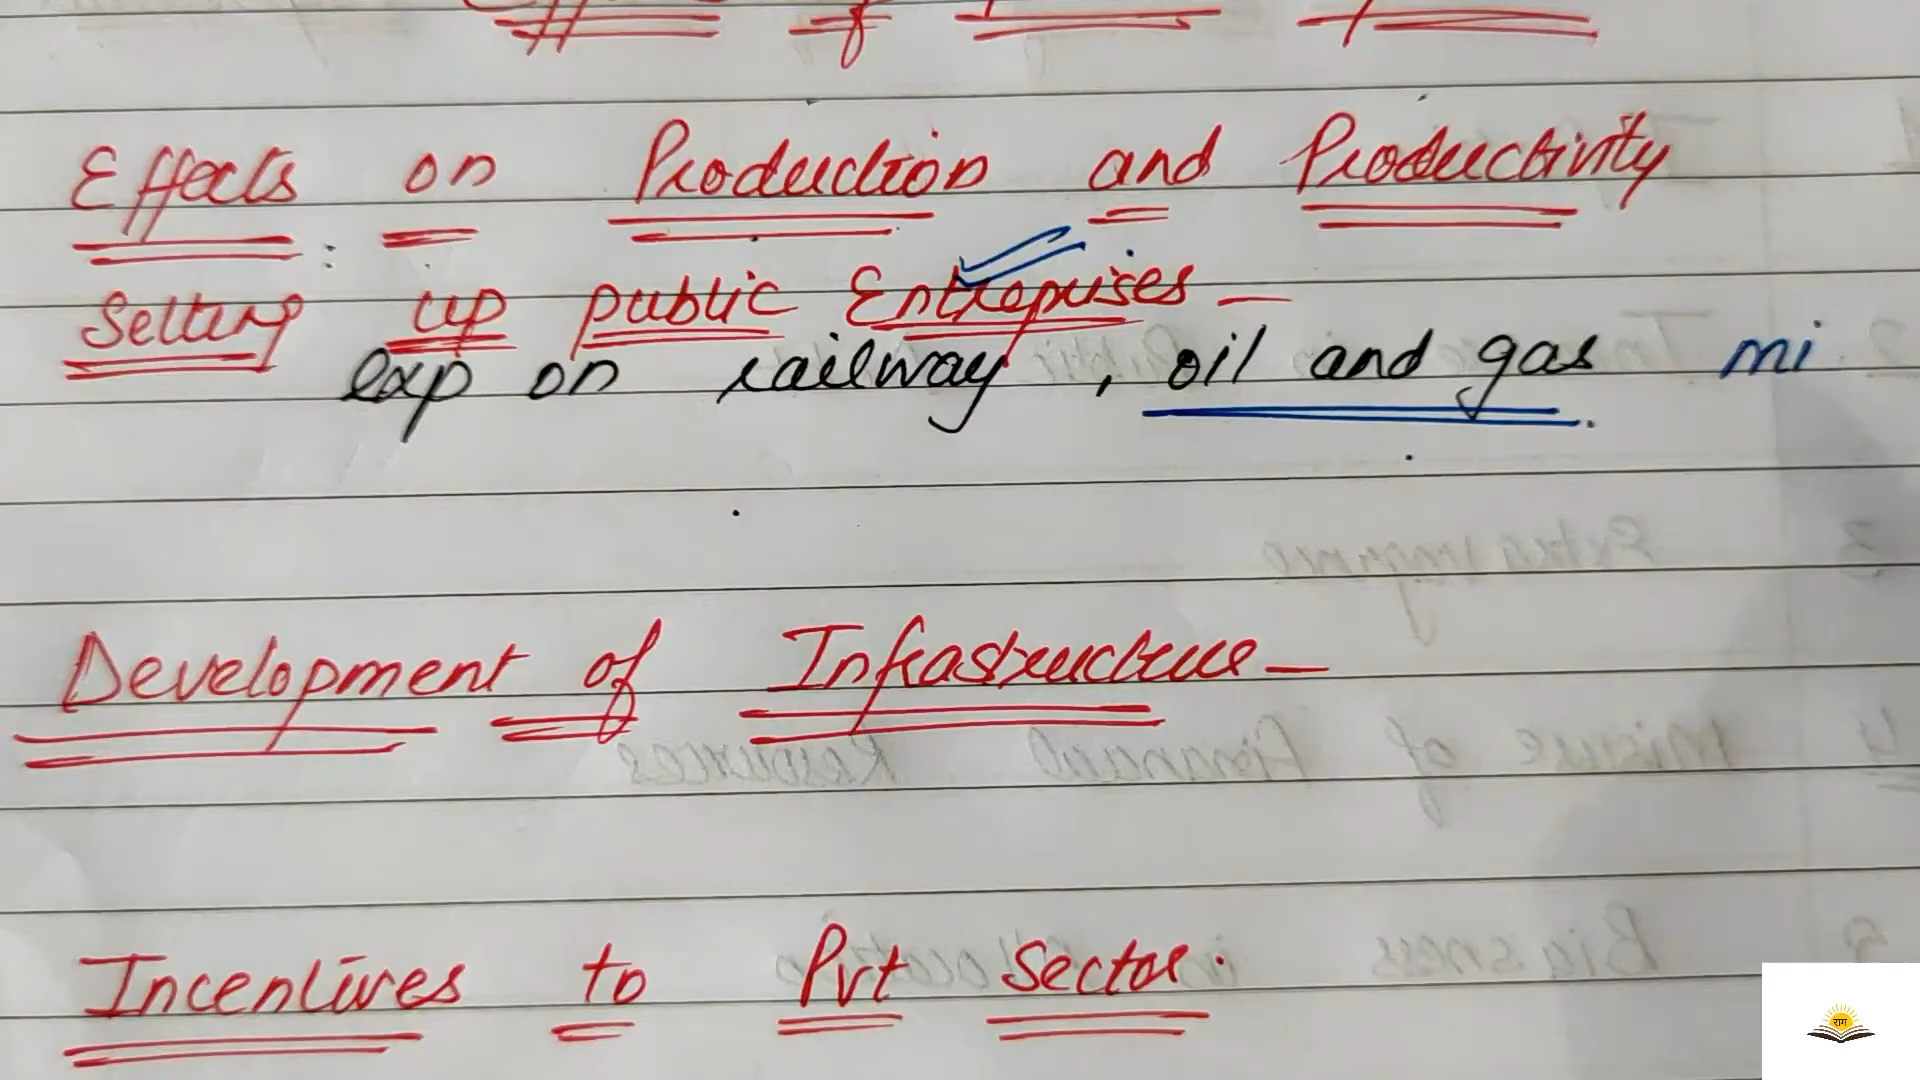 Effects on Production and Productivity
:
Setting up public Enterprises —
exp on railway, oil and gas. mi
Development of Infrastructure —
Incentives to Pvt Sector.
राम